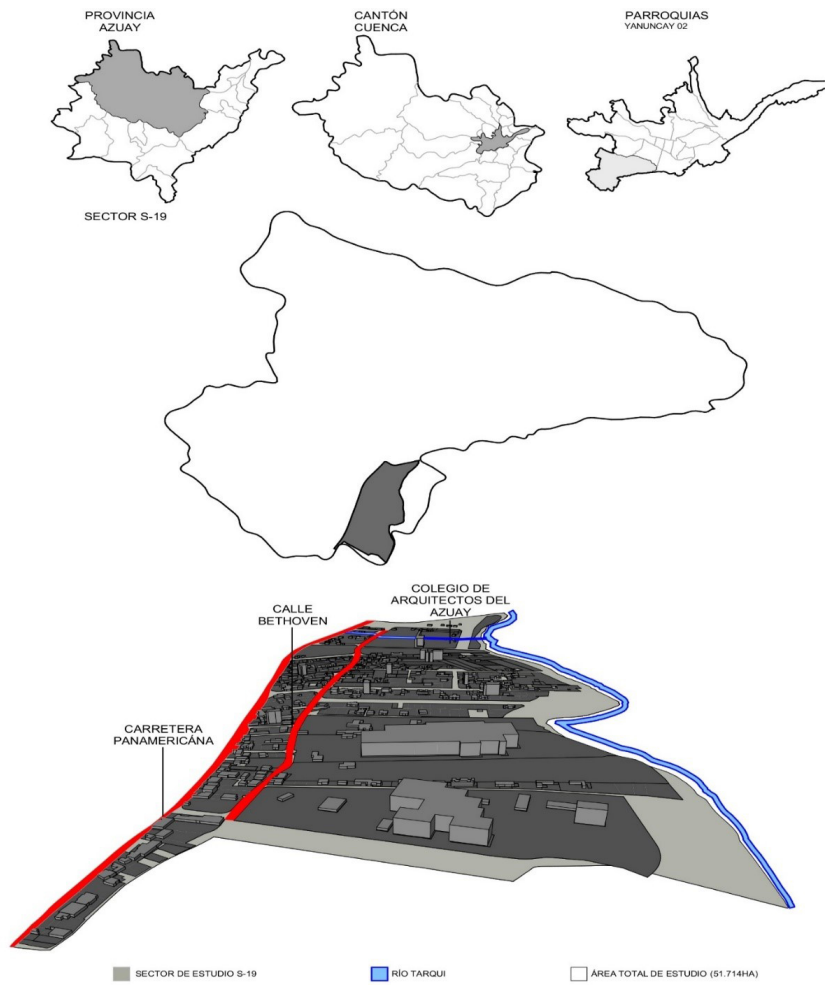 PROVINCIA
AZUAY
CANTÓN
CUENCA
PARROQUIAS
YANUNCAY 02
SECTOR S-19
COLEGIO DE
ARQUITECTOS DEL
AZUAY
CALLE
BETHOVEN
CARRETERA
PANAMERICÁNA
SECTOR DE ESTUDIO S-19
RÍO TARQUI
ÁREA TOTAL DE ESTUDIO (51.714HA)